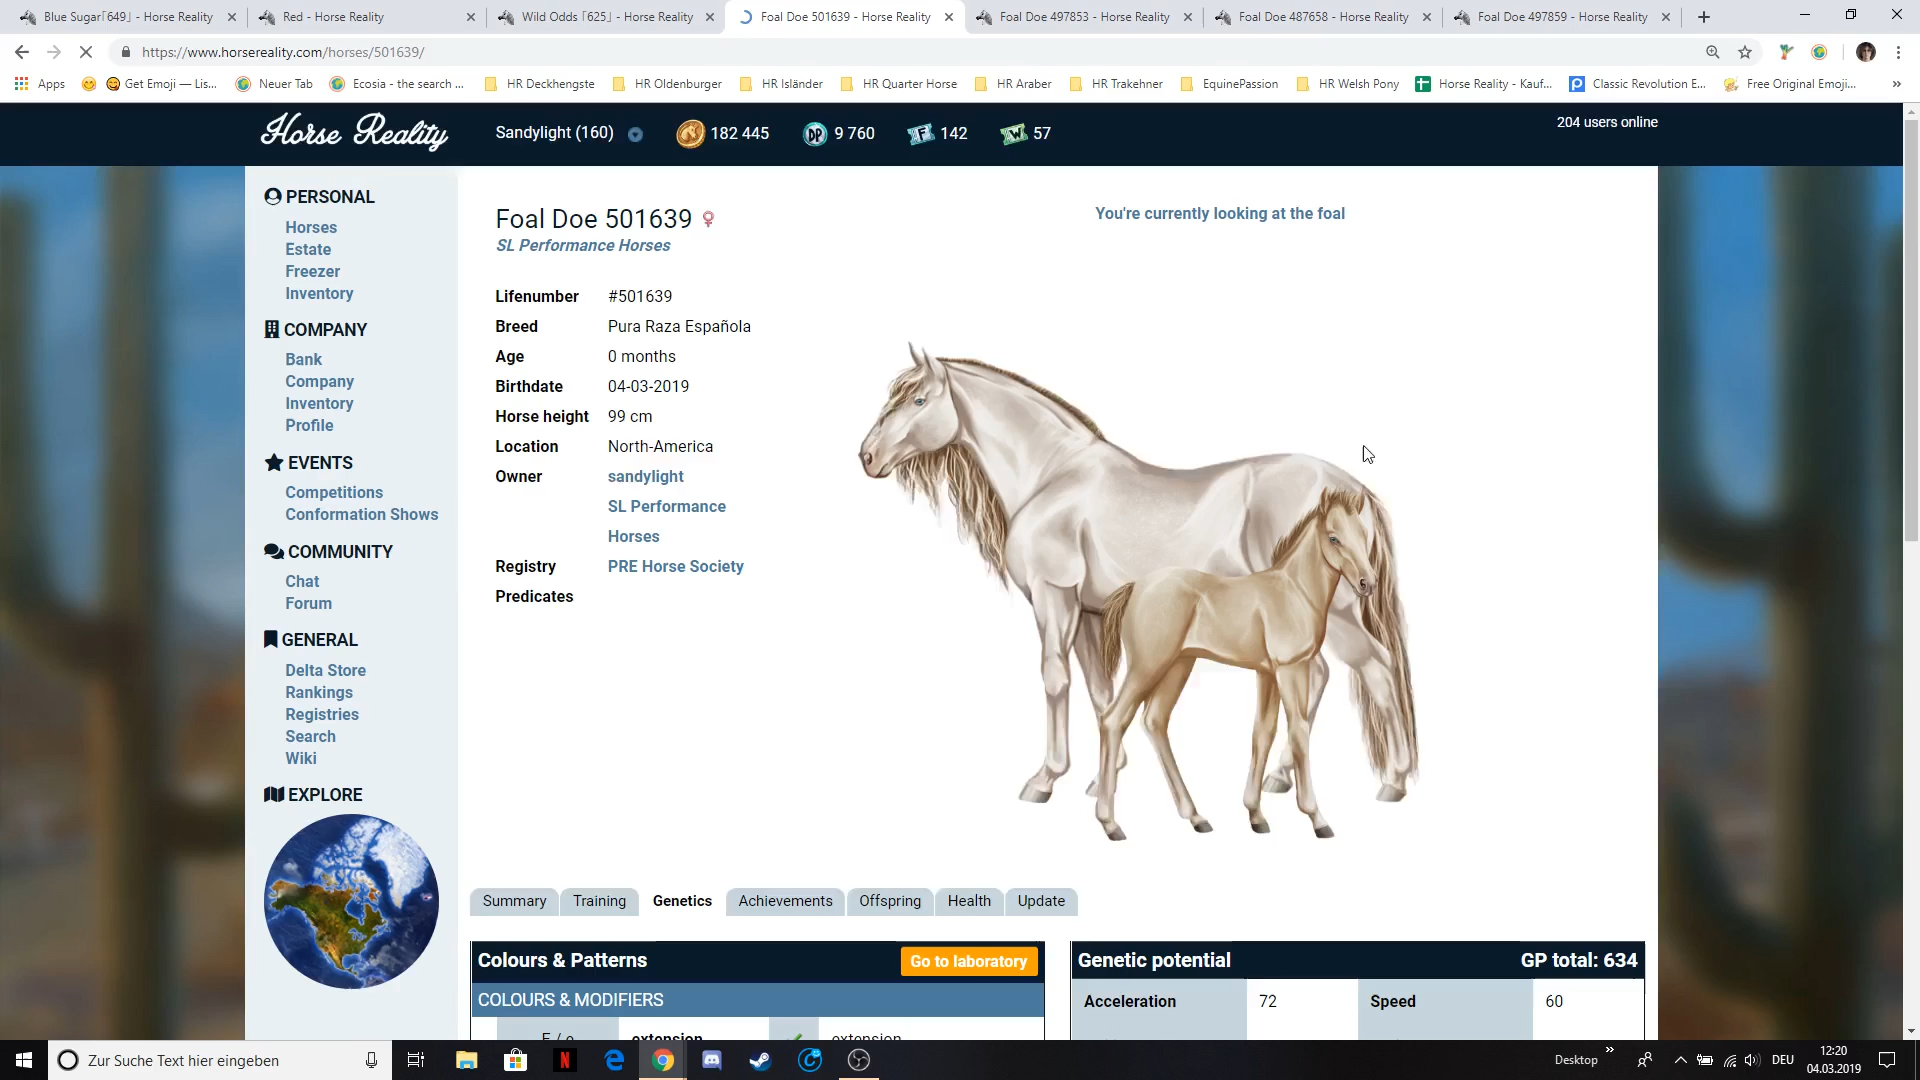 Blue Sugar「649」 - Horse Reality
Red - Horse Reality
Wild Odds 「625」 - Horse Reality
Foal Doe 501639 - Horse Reality
Foal Doe 497853 - Horse Reality
Foal Doe 487658 - Horse Reality
Foal Doe 497859 - Horse Reality
https://www.horsereality.com/horses/501639/
Apps
Get Emoji — Lis...
Neuer Tab
Ecosia - the search ...
HR Deckhengste
HR Oldenburger
HR Isländer
HR Quarter Horse
HR Araber
HR Trakehner
EquinePassion
HR Welsh Pony
Horse Reality - Kauf...
Classic Revolution E...
Free Original Emoji...
»
Horse Reality
Sandylight (160)
182 445
DP 9 760
F 142
W 57
204 users online
PERSONAL
Horses
Estate
Freezer
Inventory
COMPANY
Bank
Company
Inventory
Profile
EVENTS
Competitions
Conformation Shows
COMMUNITY
Chat
Forum
GENERAL
Delta Store
Rankings
Registries
Search
Wiki
EXPLORE
Foal Doe 501639 ♀
SL Performance Horses
You're currently looking at the foal
Lifenumber #501639
Breed Pura Raza Española
Age 0 months
Birthdate 04-03-2019
Horse height 99 cm
Location North-America
Owner sandylight
SL Performance
Horses
Registry PRE Horse Society
Predicates
Summary
Training
Genetics
Achievements
Offspring
Health
Update
Colours & Patterns
Go to laboratory
COLOURS & MODIFIERS
E / e extension extension
Genetic potential GP total: 634
Acceleration 72 Speed 60
Zur Suche Text hier eingeben
Desktop
»
DEU
12:20
04.03.2019